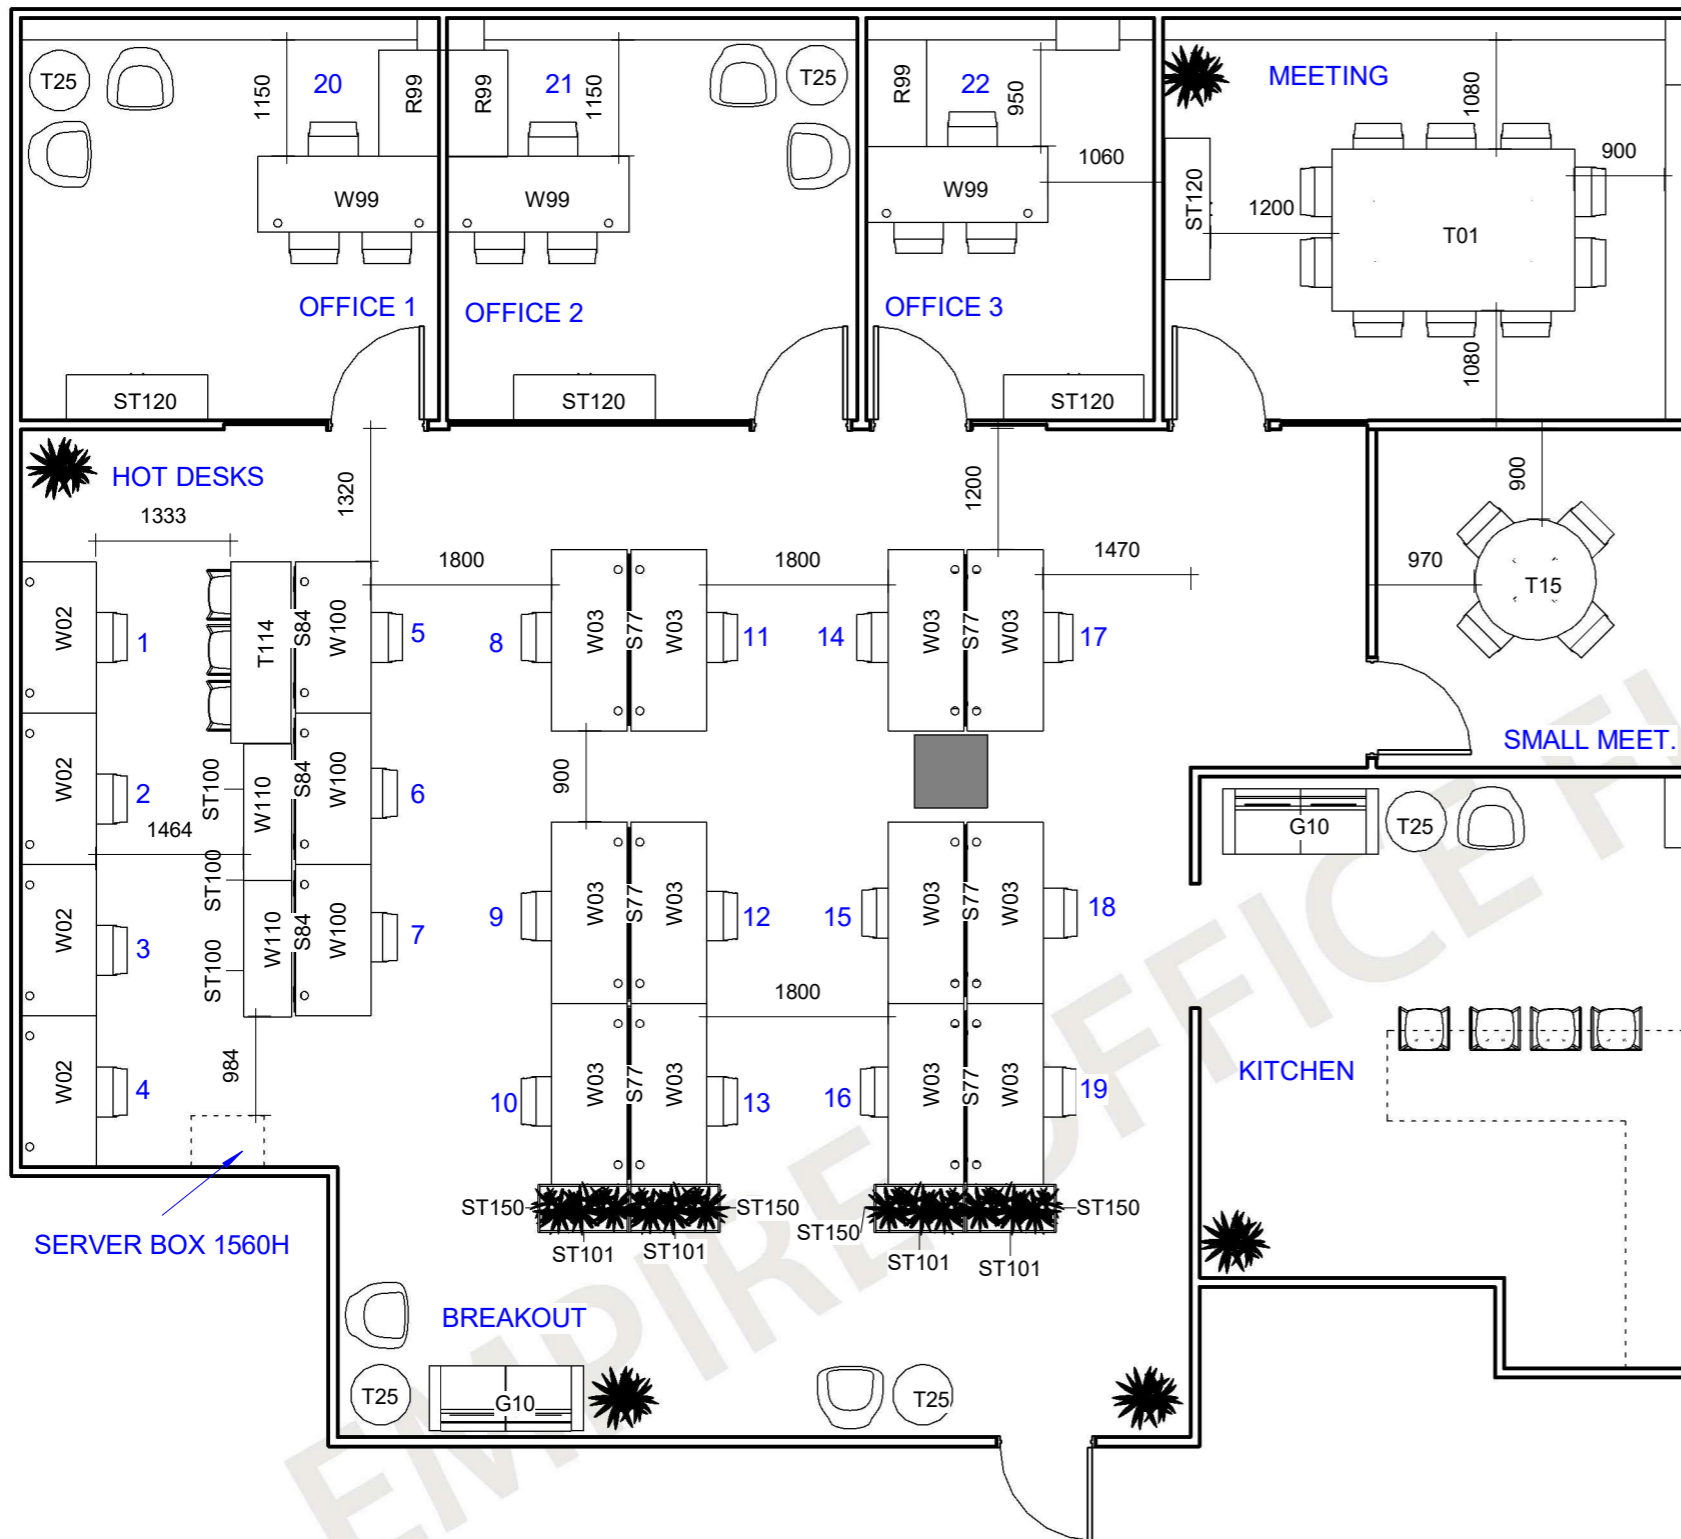 T25
1150
20
R99
R99
21
1150
T25
R99
22
950
MEETING
1080
W99
W99
W99
1060
ST120
1200
T01
900
OFFICE 1
OFFICE 2
OFFICE 3
1080
ST120
ST120
ST120
HOT DESKS
1333
1320
1200
900
1800
1800
1470
970
T15
W02
1
T114
S84
W100
5
8
W03
S77
W03
11
14
W03
S77
W03
17
SMALL MEET.
W02
2
ST100
W110
S84
W100
6
900
1464
G10
T25
W02
3
ST100
ST100
W110
S84
W100
7
9
W03
S77
W03
12
15
W03
S77
W03
18
1800
984
W02
4
10
W03
S77
W03
13
16
W03
S77
W03
19
KITCHEN
ST150
ST150
ST150
ST150
ST101
ST101
ST101
ST101
SERVER BOX 1560H
BREAKOUT
T25
G10
T25
EMPIRE OFFICE